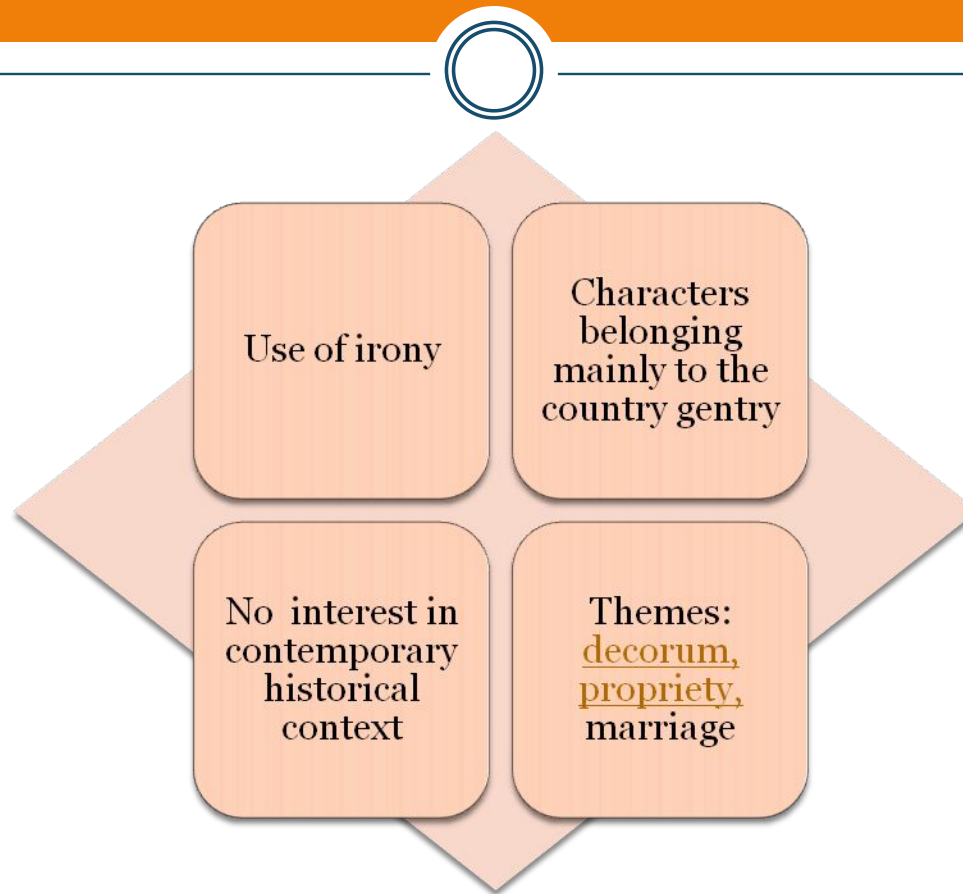 Use of irony
Characters
belonging
mainly to the
country gentry
No interest in
contemporary
historical
context
Themes:
decorum,
propriety,
marriage